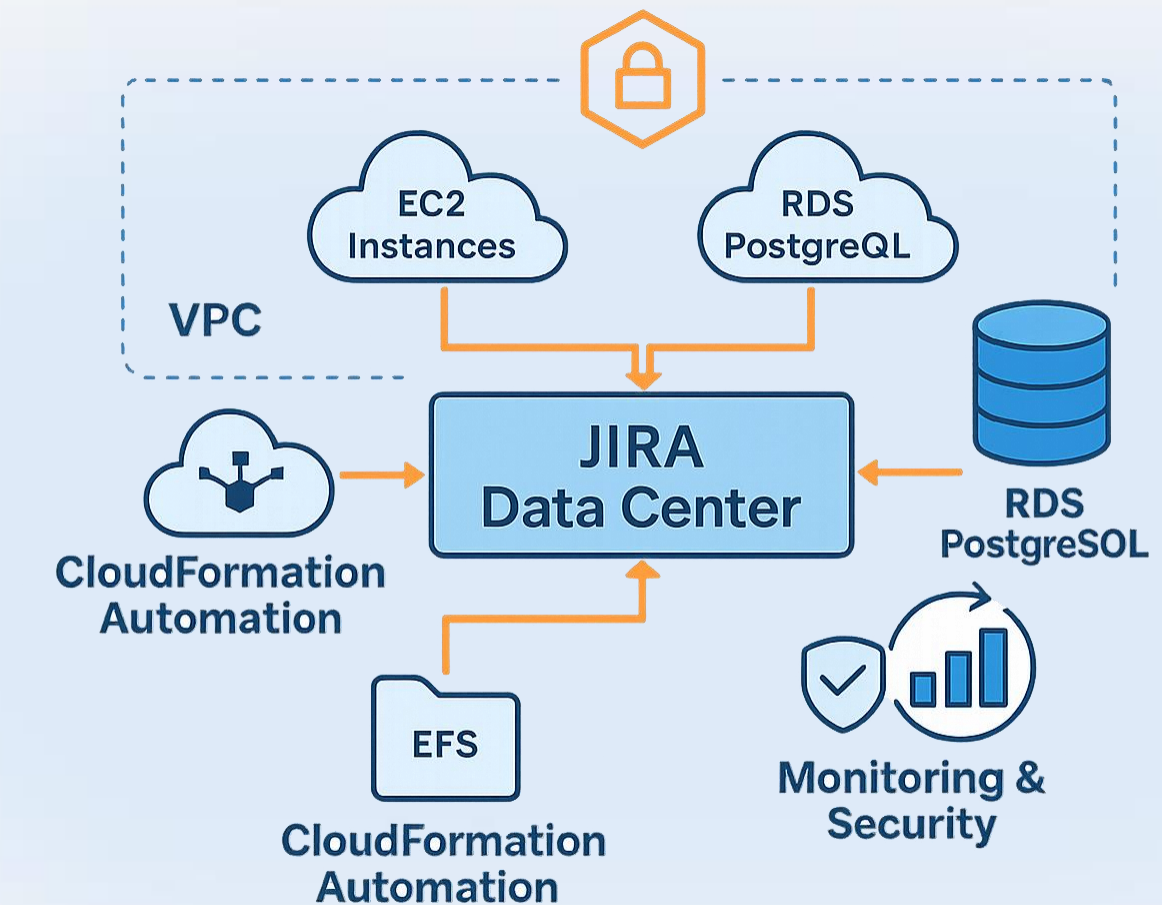 EC2
Instances
RDS
PostgreQL
VPC
JIRA
Data Center
RDS
PostgreSOL
CloudFormation
Automation
EFS
CloudFormation
Automation
Monitoring &
Security